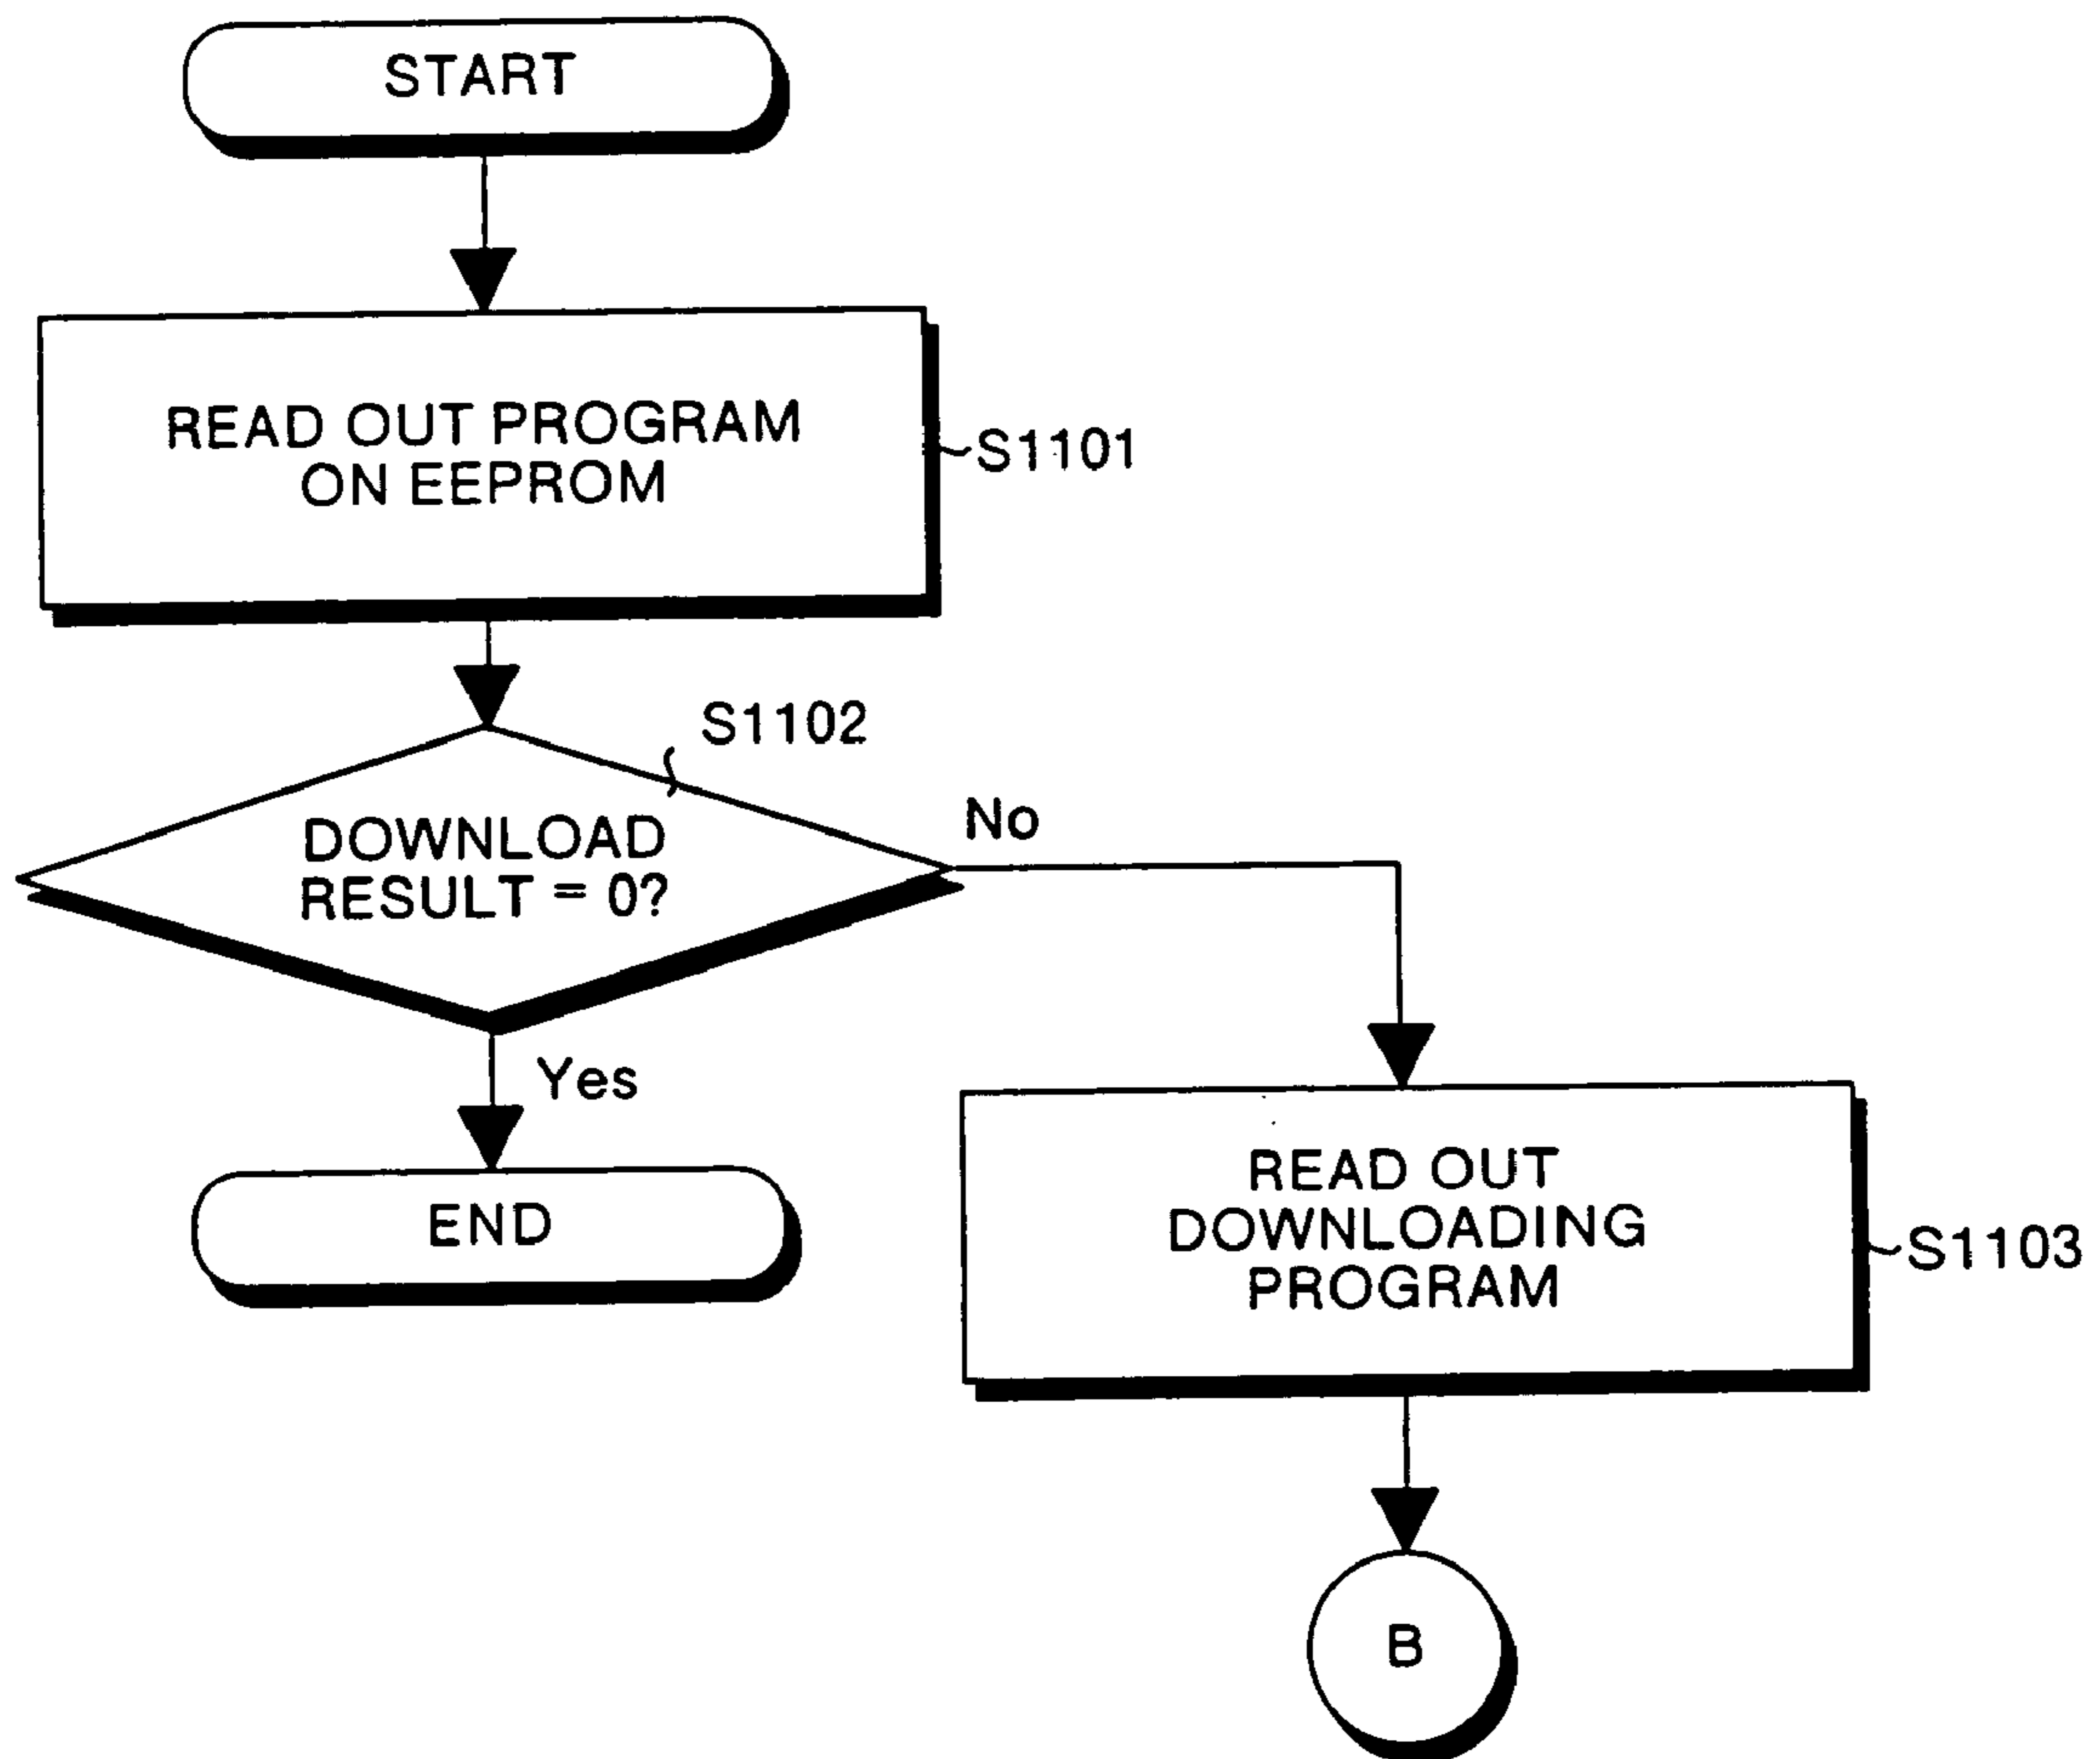 START
READ OUT PROGRAM
ON EEPROM
S1101
S1102
DOWNLOAD
RESULT = 0?
No
Yes
END
READ OUT
DOWNLOADING
PROGRAM
S1103
B